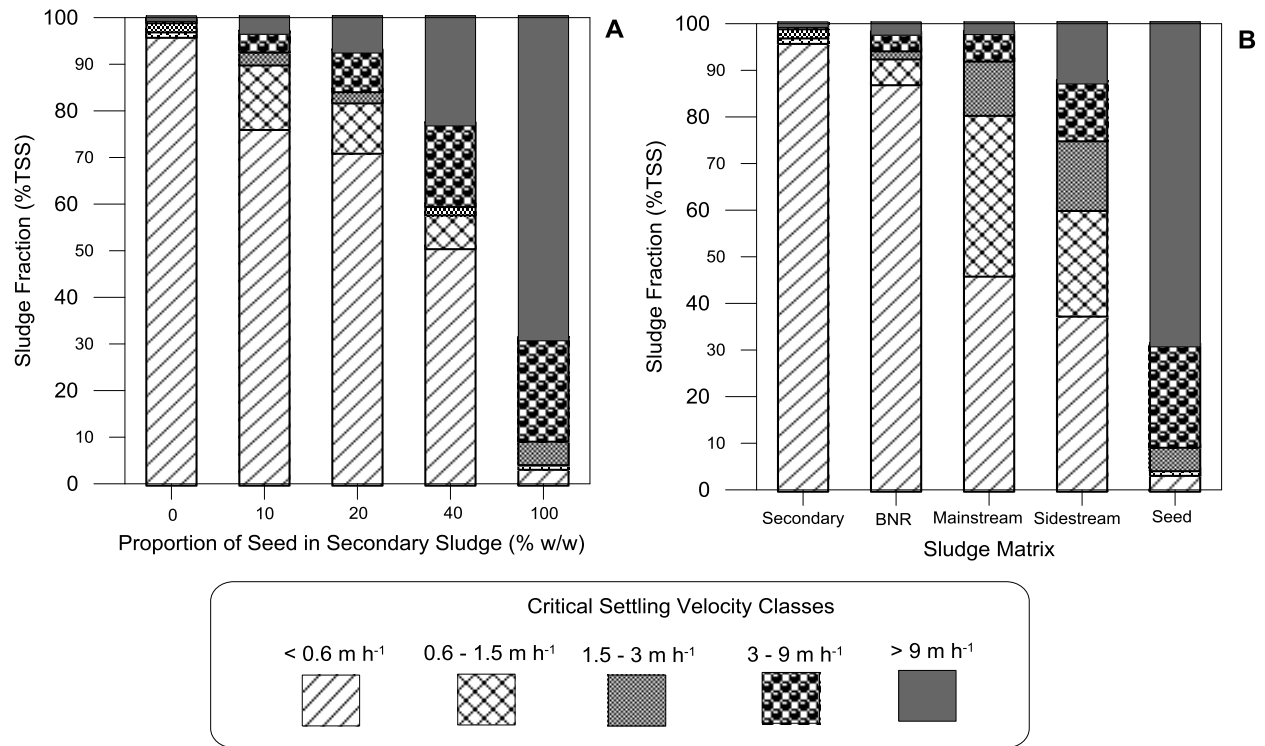 A
100
90
80
70
60
50
40
30
20
10
0
Sludge Fraction (%TSS)
0 10 20 40 100
Proportion of Seed in Secondary Sludge (% w/w)
B
100
90
80
70
60
50
40
30
20
10
0
Sludge Fraction (%TSS)
Secondary BNR Mainstream Sidestream Seed
Sludge Matrix
Critical Settling Velocity Classes
< 0.6 m h⁻¹ 0.6 - 1.5 m h⁻¹ 1.5 - 3 m h⁻¹ 3 - 9 m h⁻¹ > 9 m h⁻¹